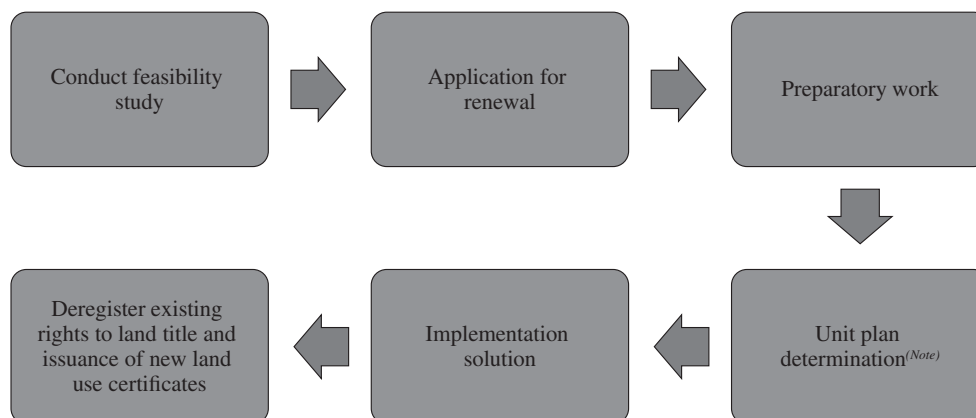 Conduct feasibility
study
Application for
renewal
Preparatory work
Unit plan
determination(Note)
Implementation
solution
Deregister existing
rights to land title and
issuance of new land
use certificates